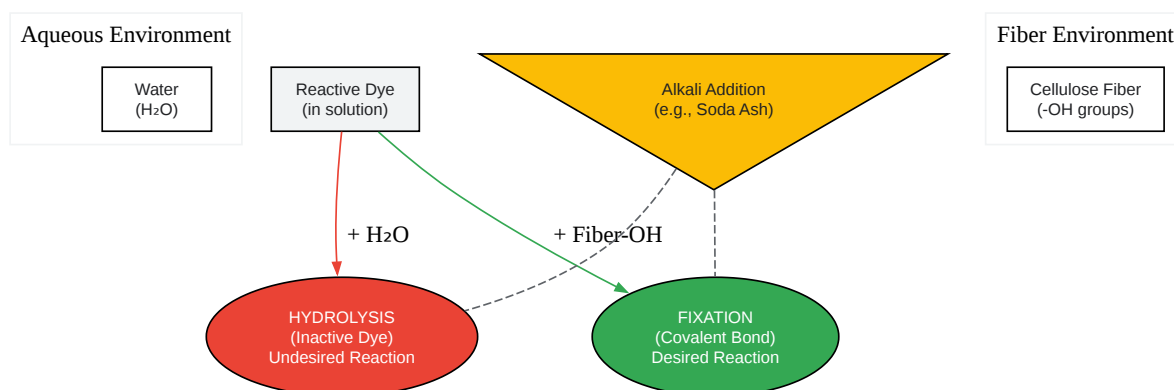 Aqueous Environment
Water
(H₂O)
Reactive Dye
(in solution)
Alkali Addition
(e.g., Soda Ash)
Fiber Environment
Cellulose Fiber
(-OH groups)
+ H₂O
+ Fiber-OH
HYDROLYSIS
(Inactive Dye)
Undesired Reaction
FIXATION
(Covalent Bond)
Desired Reaction